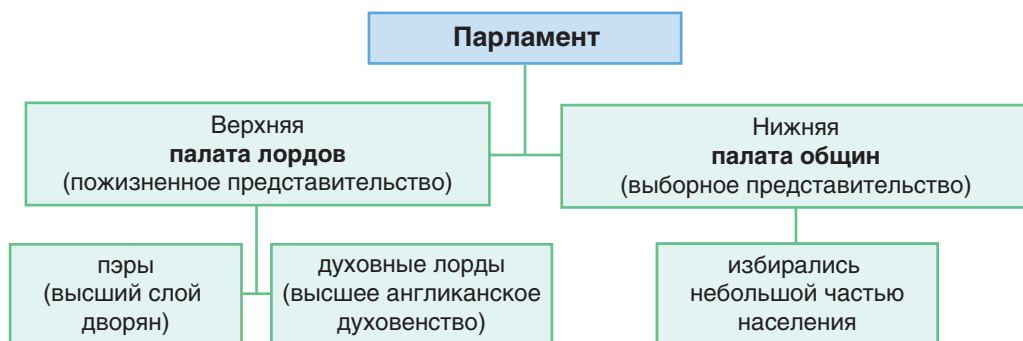 Парламент
Верхняя
палата лордов
(пожизненное представительство)
Нижняя
палата общин
(выборное представительство)
пэры
(высший слой
дворян)
духовные лорды
(высшее англиканское
духовенство)
избирались
небольшой частью
населения